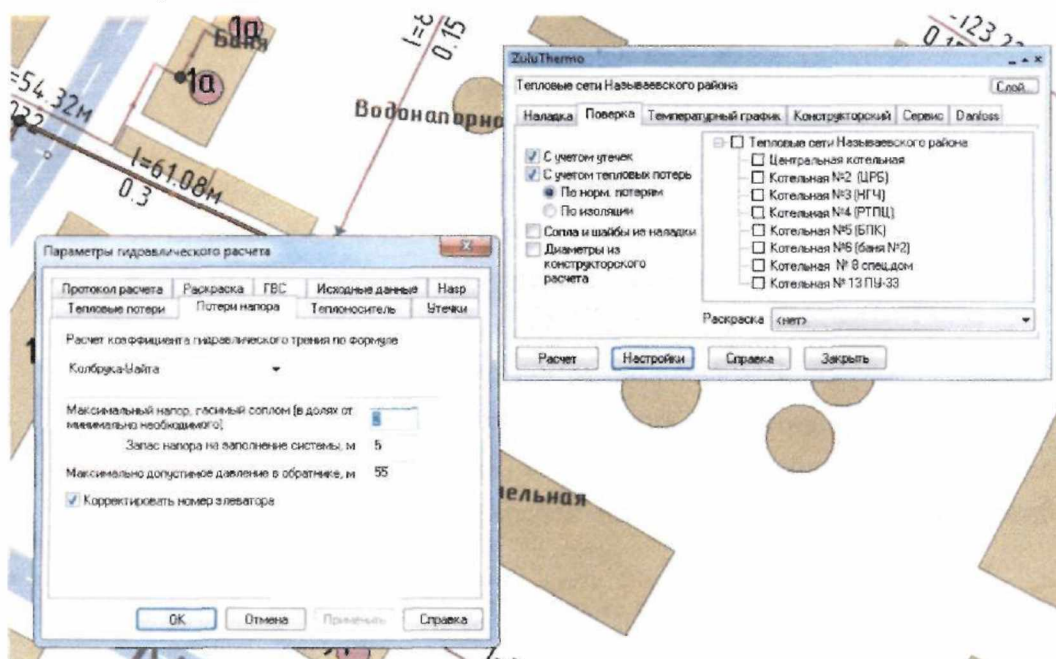 1а
Баня
1а
l=54.32м
l=61.08м
0.3
0.15
Водонапорна
-123.22
ельная
ZuluThermo
Тепловые сети Называевского района
Слой...
Наладка Поверка Температурный график Конструкторский Сервис Danfoss
С учетом утечек
С учетом тепловых потерь
По норм. потерям
По изоляции
Сопла и шайбы из наладки
Диаметры из
конструкторского
расчета
Тепловые сети Называевского района
Центральная котельная
Котельная №2 (ЦРБ)
Котельная №3 (НГЧ)
Котельная №4 (РТПЦ)
Котельная №5 (БПК)
Котельная №6 (баня №2)
Котельная № 8 спец.дом
Котельная № 13 ПУ-33
Раскраска <нет>
Расчет Настройки Справка Закрыть
Параметры гидравлического расчета
Протокол расчета Раскраска ГВС Исходные данные Напр
Тепловые потери Потери напора Теплоноситель Утечки
Расчет коэффициента гидравлического трения по формуле
Колбрука-Уайта
Максимальный напор, гасимый соплом (в долях от
минимально необходимого)
Запас напора на заполнение системы, м 5
Максимально допустимое давление в обратнике, м 55
Корректировать номер элеватора
OK Отмена Применить Справка